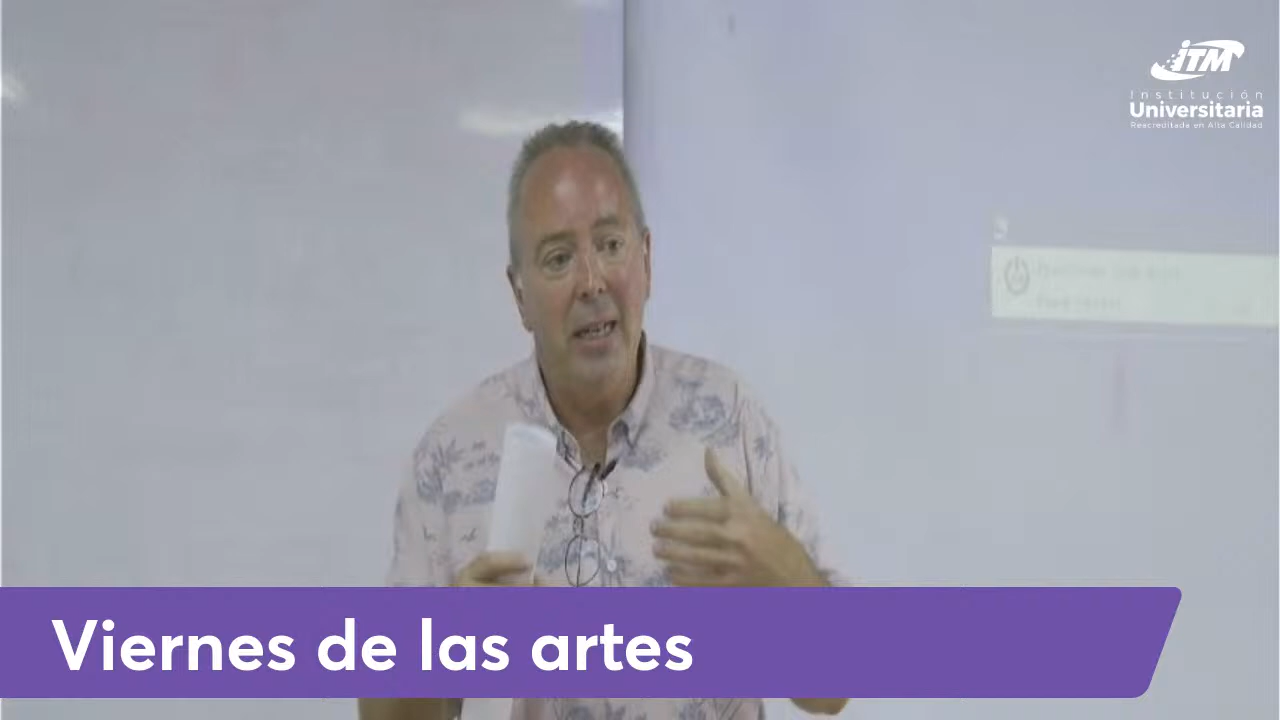 iTM
Institución
Universitaria
Reacreditada en Alta Calidad
Viernes de las artes